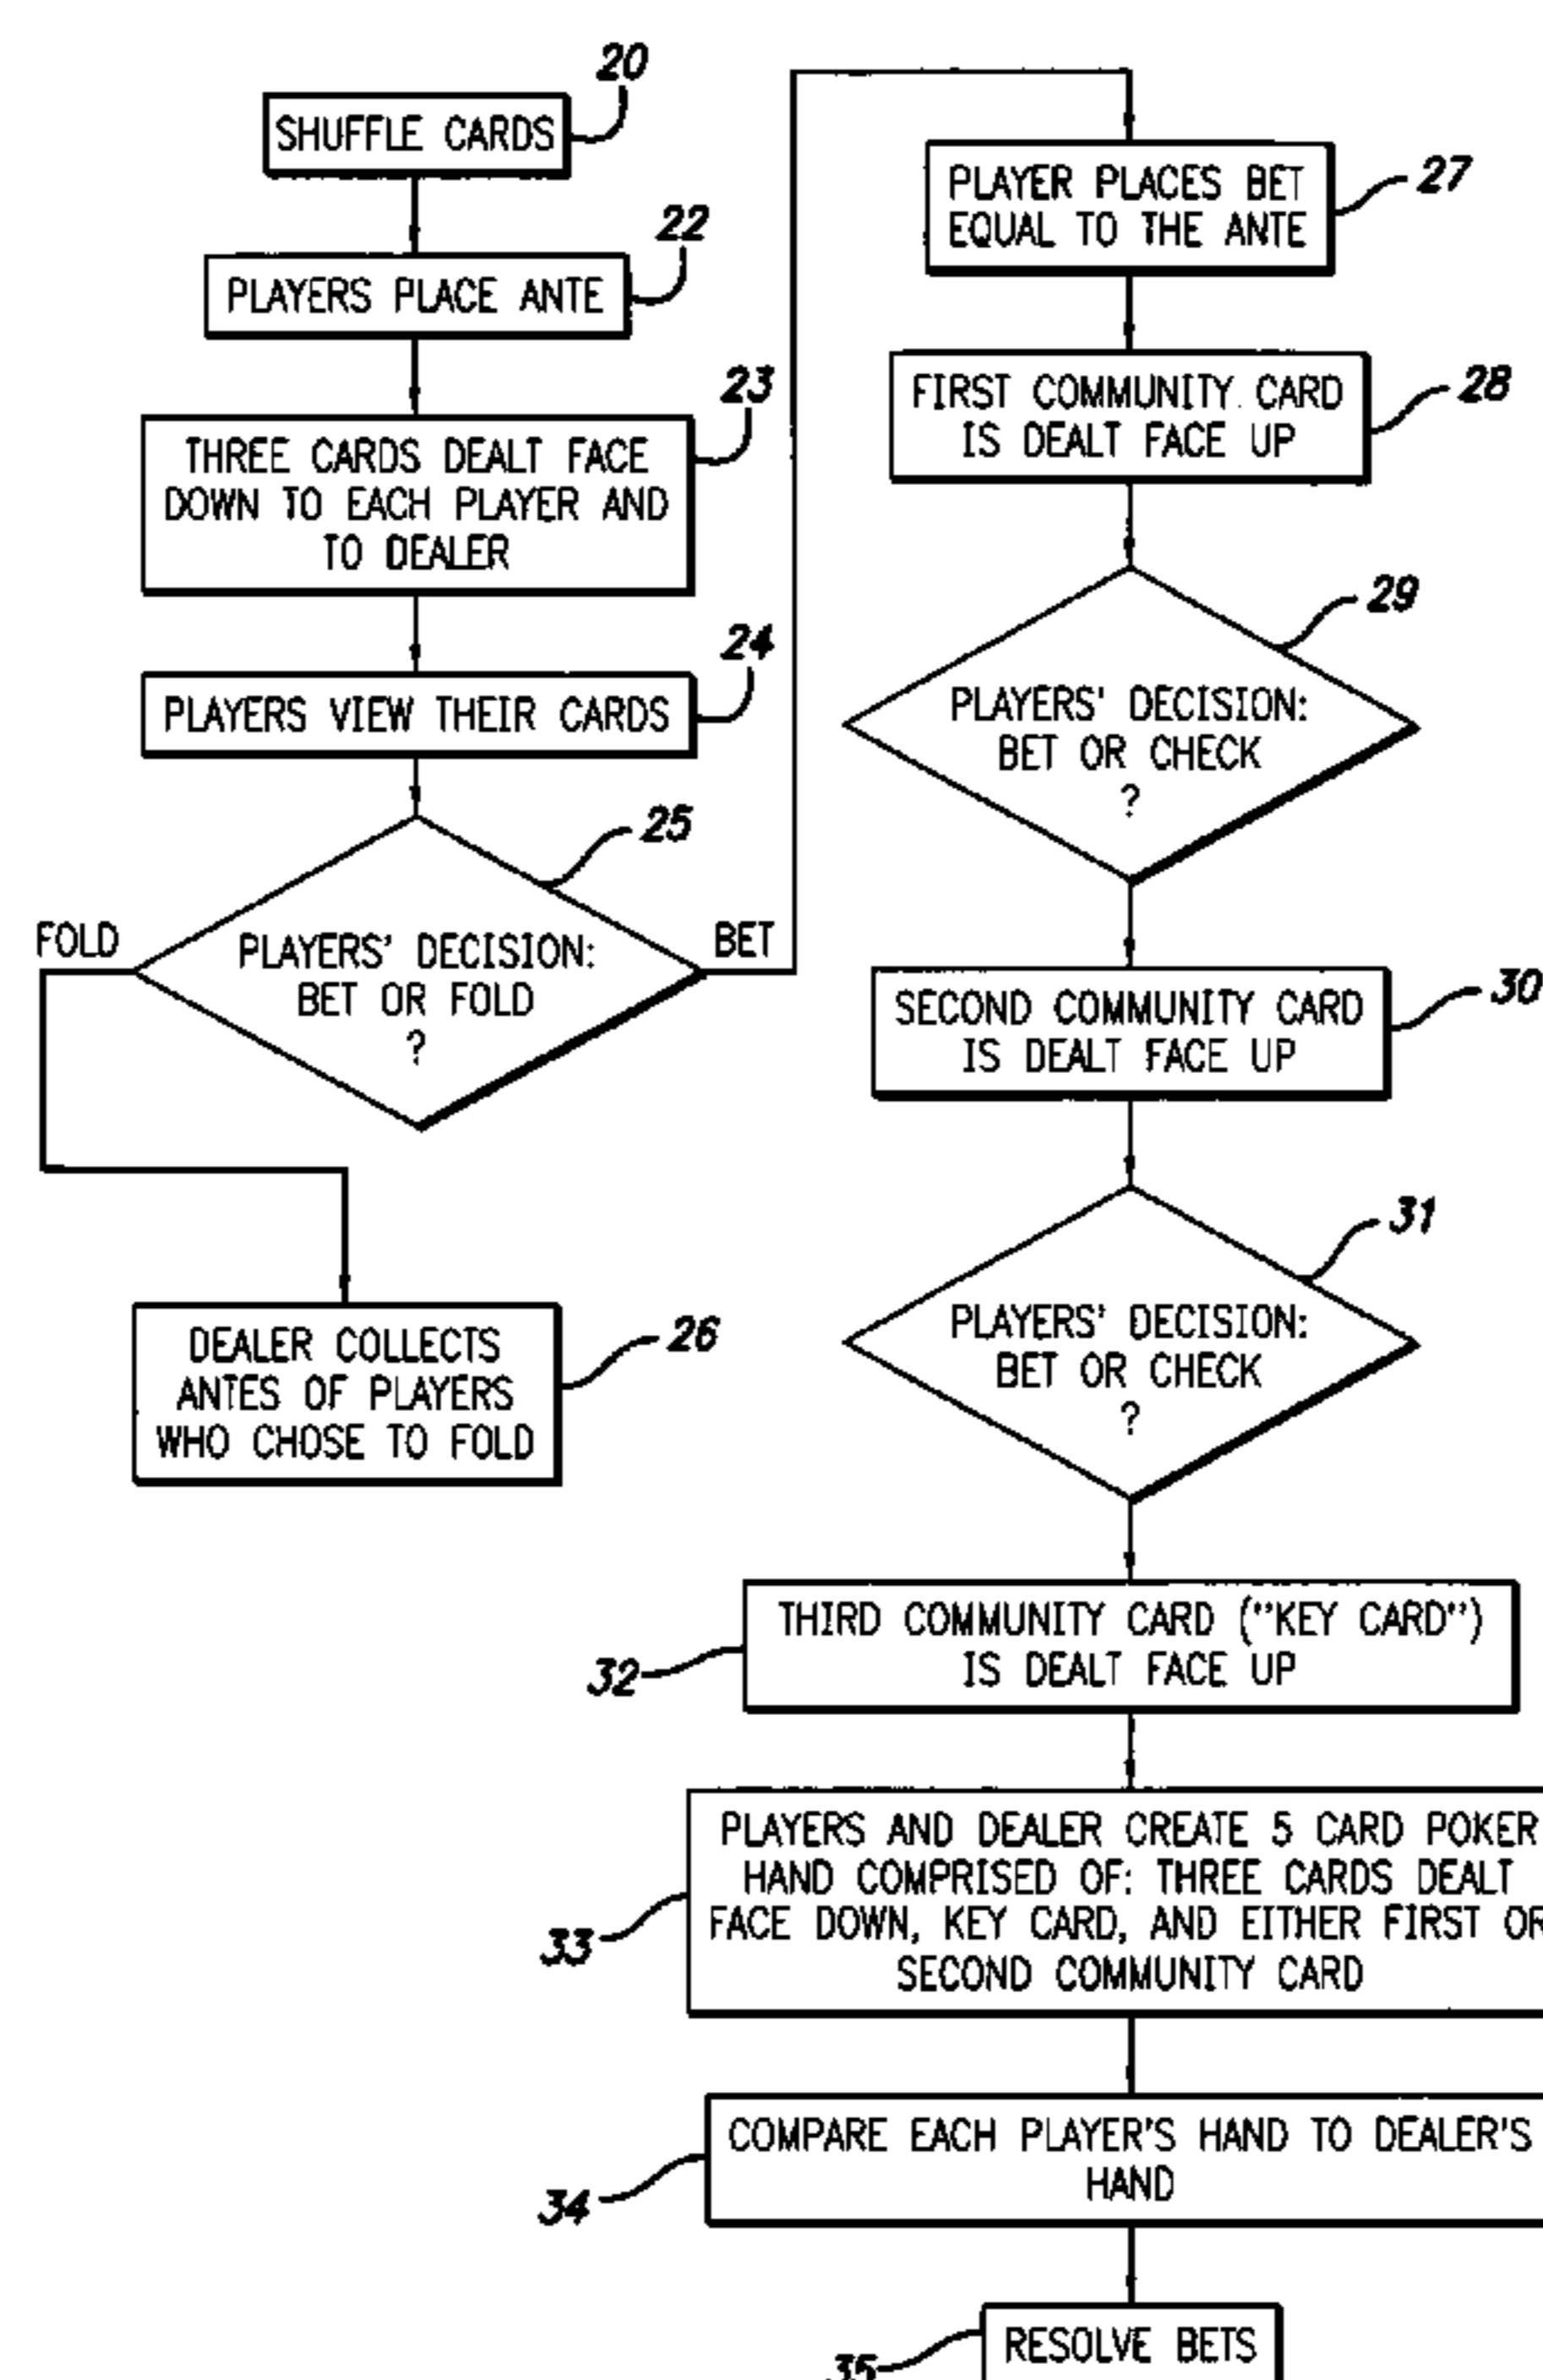 20
SHUFFLE CARDS
22
PLAYERS PLACE ANTE
23
THREE CARDS DEALT FACE
DOWN TO EACH PLAYER AND
TO DEALER
24
PLAYERS VIEW THEIR CARDS
25
FOLD
PLAYERS' DECISION:
BET OR FOLD
?
BET
26
DEALER COLLECTS
ANTES OF PLAYERS
WHO CHOSE TO FOLD
27
PLAYER PLACES BET
EQUAL TO THE ANTE
28
FIRST COMMUNITY CARD
IS DEALT FACE UP
29
PLAYERS' DECISION:
BET OR CHECK
?
30
SECOND COMMUNITY CARD
IS DEALT FACE UP
31
PLAYERS' DECISION:
BET OR CHECK
?
32
THIRD COMMUNITY CARD ("KEY CARD")
IS DEALT FACE UP
33
PLAYERS AND DEALER CREATE 5 CARD POKER
HAND COMPRISED OF: THREE CARDS DEALT
FACE DOWN, KEY CARD, AND EITHER FIRST OR
SECOND COMMUNITY CARD
34
COMPARE EACH PLAYER'S HAND TO DEALER'S
HAND
35
RESOLVE BETS